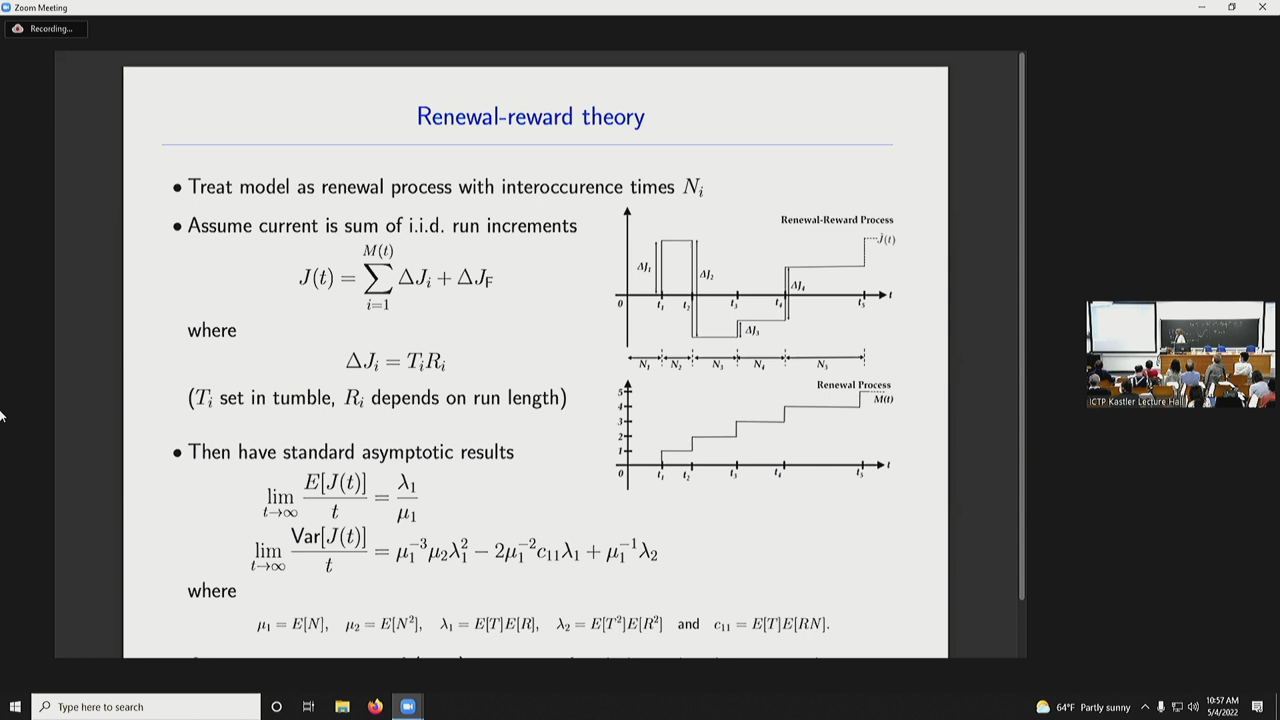 Zoom Meeting
Recording...
Renewal-reward theory
• Treat model as renewal process with interoccurence times N_i
• Assume current is sum of i.i.d. run increments
J(t) = \sum_{i=1}^{M(t)} ΔJ_i + ΔJ_F
where
ΔJ_i = T_i R_i
(T_i set in tumble, R_i depends on run length)
• Then have standard asymptotic results
lim_{t→∞} E[J(t)] / t = λ_1 / μ_1
lim_{t→∞} Var[J(t)] / t = μ_1^{-3} μ_2 λ_1^2 − 2μ_1^{-2} c_{11} λ_1 + μ_1^{-1} λ_2
where
μ_1 = E[N], μ_2 = E[N^2], λ_1 = E[T]E[R], λ_2 = E[T^2]E[R^2] and c_{11} = E[T]E[RN].
Renewal-Reward Process
J(t)
ΔJ_1 ΔJ_2 ΔJ_3 ΔJ_4
0 t_1 t_2 t_3 t_4 t_5 t
N_1 N_2 N_3 N_4 N_5
Renewal Process
M(t)
5
4
3
2
1
0 t_1 t_2 t_3 t_4 t_5 t
ICTP Kastler Lecture Hall
Type here to search
64°F Partly sunny
10:57 AM
5/4/2022